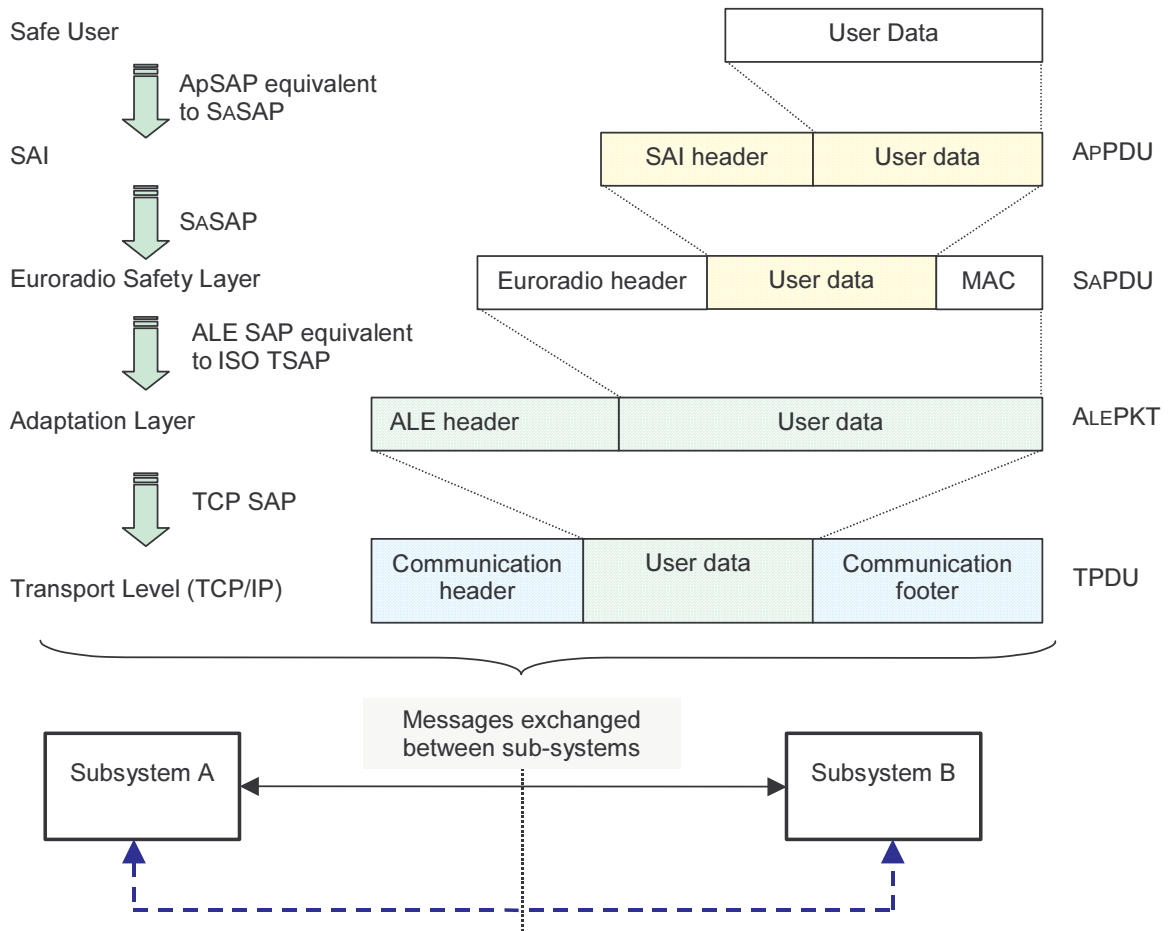 Safe User
User Data
ApSAP equivalent
to SASAP
SAI
SAI header
User data
APPDU
SASAP
Euroradio Safety Layer
Euroradio header
User data
MAC
SAPDU
ALE SAP equivalent
to ISO TSAP
Adaptation Layer
ALE header
User data
ALEPKT
TCP SAP
Transport Level (TCP/IP)
Communication
header
User data
Communication
footer
TPDU
Messages exchanged
between sub-systems
Subsystem A
Subsystem B